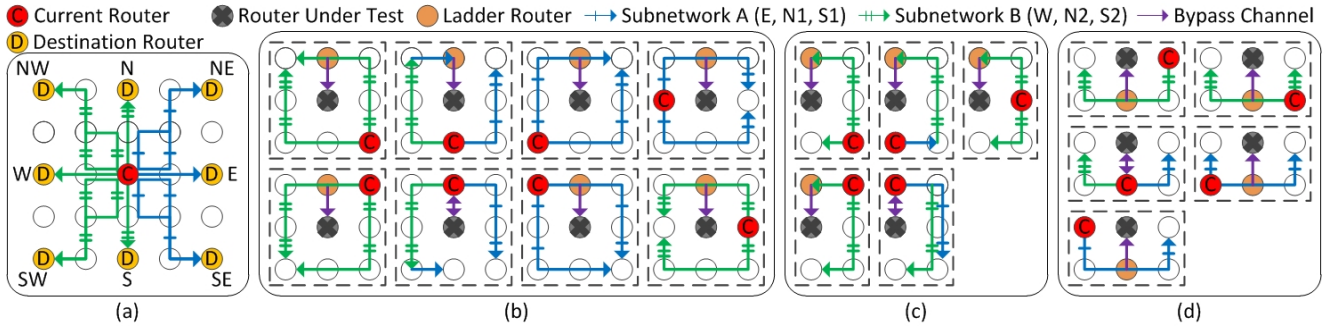 C Current Router Router Under Test Ladder Router Subnetwork A (E, N1, S1) Subnetwork B (W, N2, S2) Bypass Channel
D Destination Router
NW N NE
D D D
W D C D E
D D D
SW S SE
C C C C
C C C C
C C C
C C
C C
C C
C
(a) (b) (c) (d)